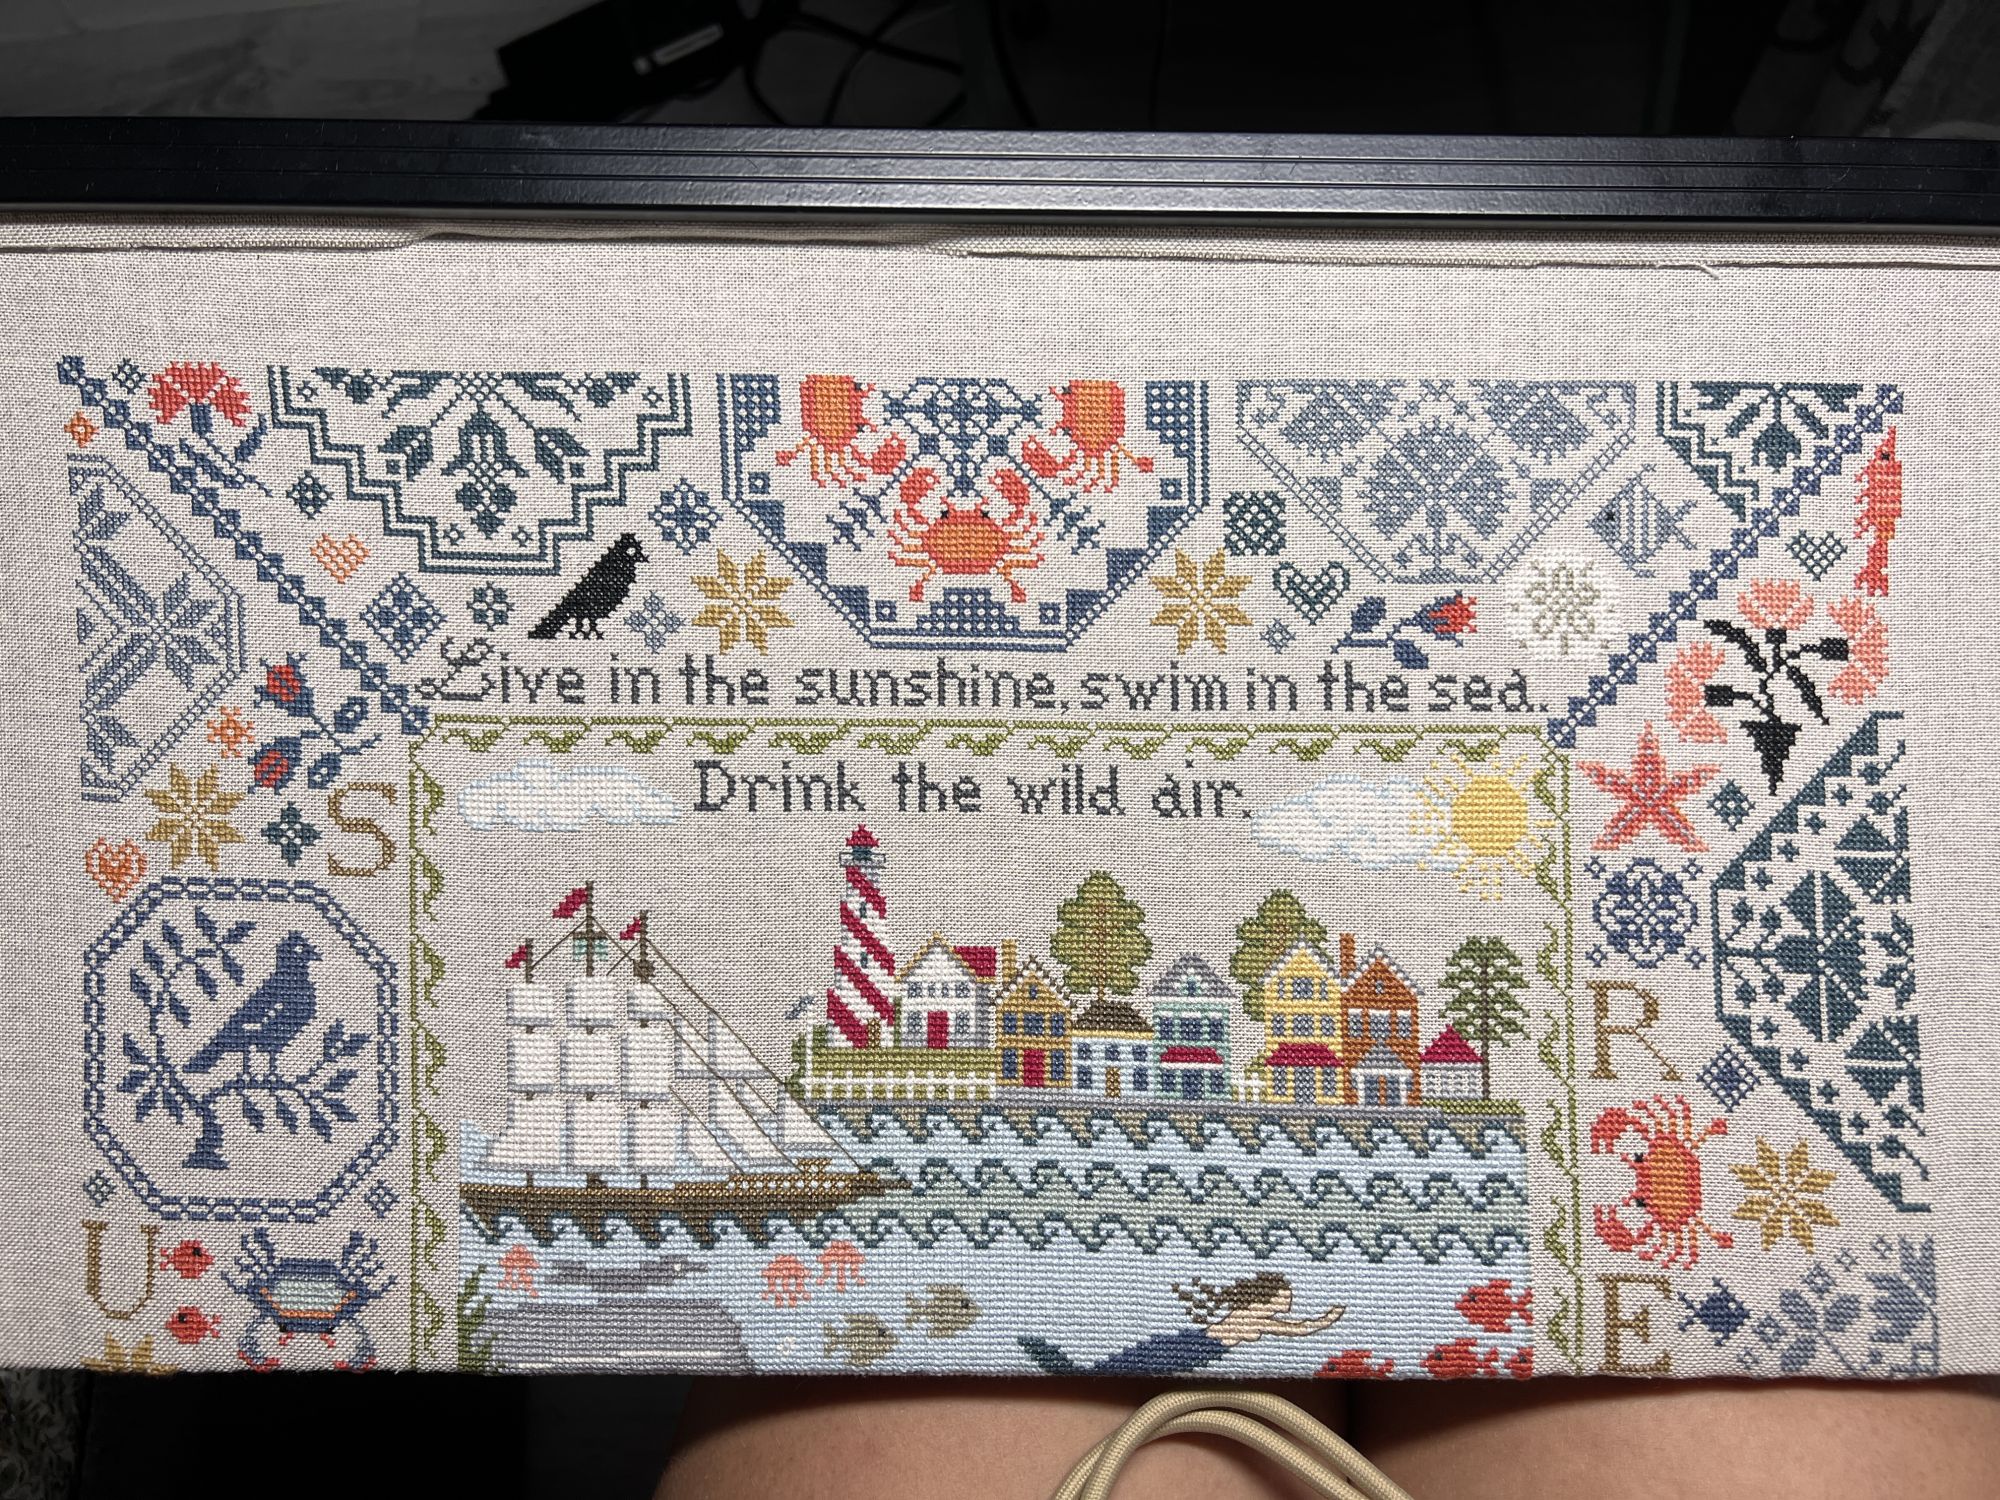 Live in the sunshine, swim in the sea.
Drink the wild air.
S
U
R
E